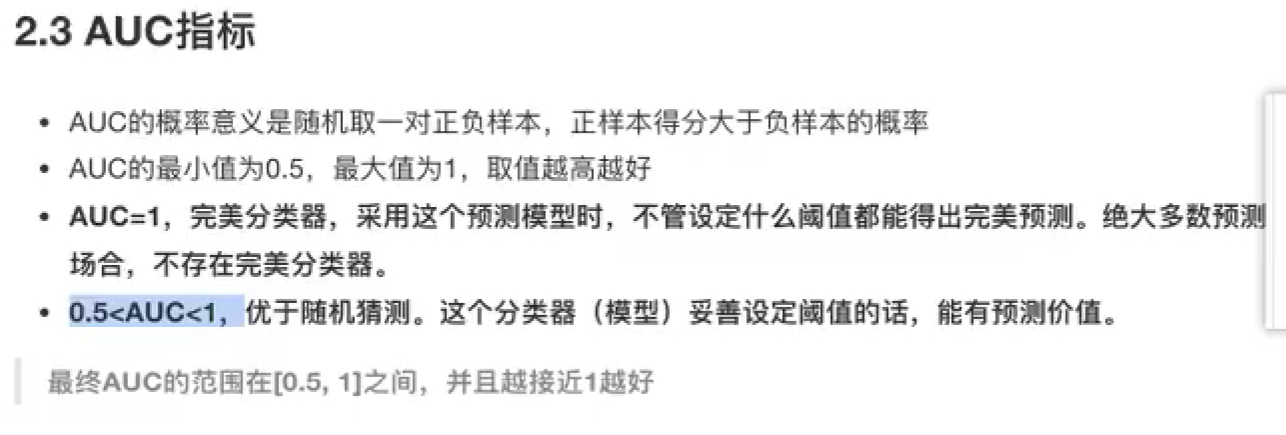 2.3 AUC指标
• AUC的概率意义是随机取一对正负样本，正样本得分大于负样本的概率
• AUC的最小值为0.5，最大值为1，取值越高越好
• AUC=1，完美分类器，采用这个预测模型时，不管设定什么阈值都能得出完美预测。绝大多数预测
场合，不存在完美分类器。
• 0.5<AUC<1，优于随机猜测。这个分类器（模型）妥善设定阈值的话，能有预测价值。
最终AUC的范围在[0.5, 1]之间，并且越接近1越好